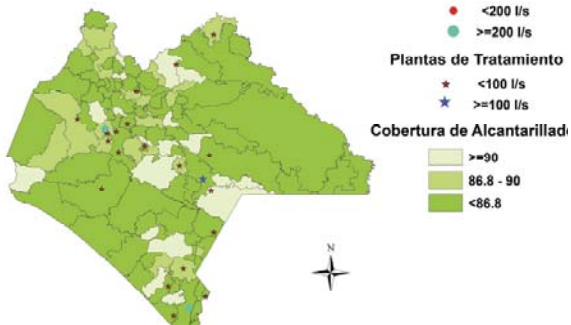 <200 l/s
>=200 l/s
Plantas de Tratamiento
<100 l/s
>=100 l/s
Cobertura de Alcantarillado
>=90
86.8 - 90
<86.8
N